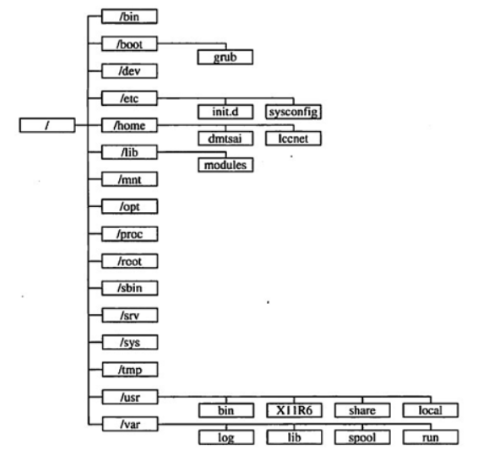 /bin
/boot
grub
/dev
/etc
init.d sysconfig
/
/home
dmtsai lccnet
/lib
modules
/mnt
/opt
/proc
/root
/sbin
/srv
/sys
/tmp
/usr
bin X11R6 share local
/var
log lib spool run